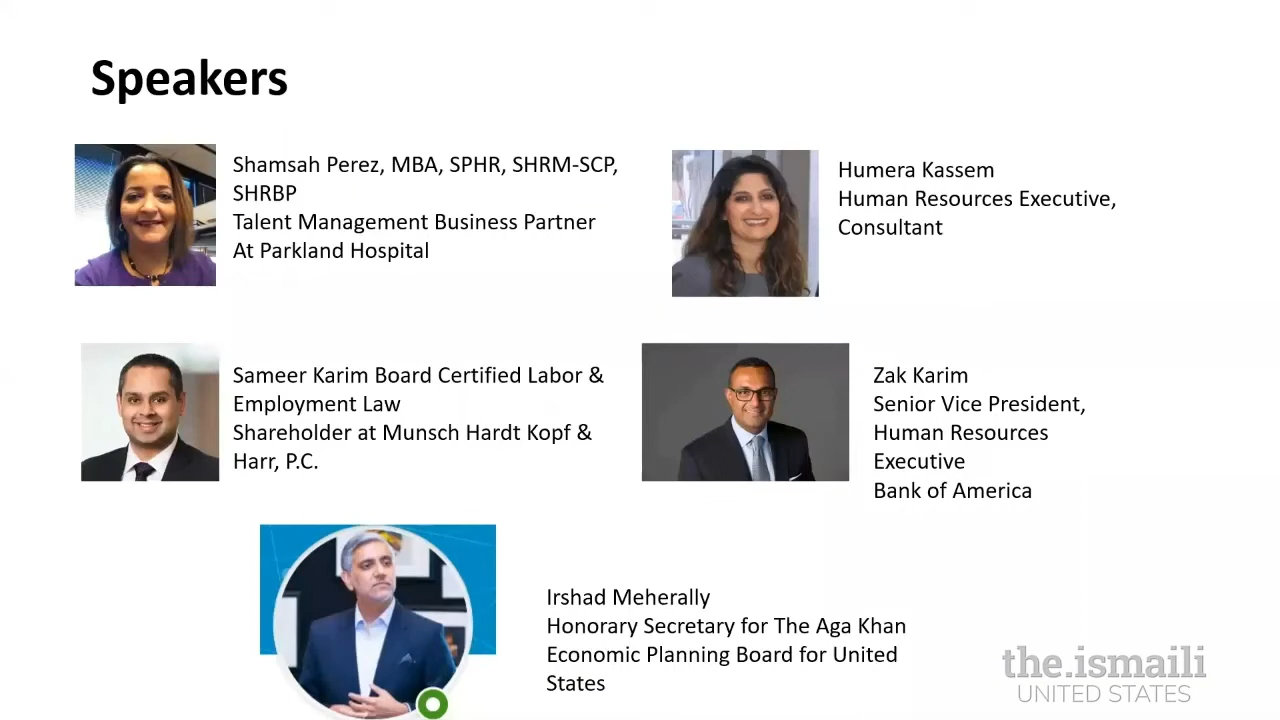 Speakers
Shamsah Perez, MBA, SPHR, SHRM-SCP,
SHRBP
Talent Management Business Partner
At Parkland Hospital
Humera Kassem
Human Resources Executive,
Consultant
Sameer Karim Board Certified Labor &
Employment Law
Shareholder at Munsch Hardt Kopf &
Harr, P.C.
Zak Karim
Senior Vice President,
Human Resources
Executive
Bank of America
Irshad Meherally
Honorary Secretary for The Aga Khan
Economic Planning Board for United
States
the.ismaili
UNITED STATES